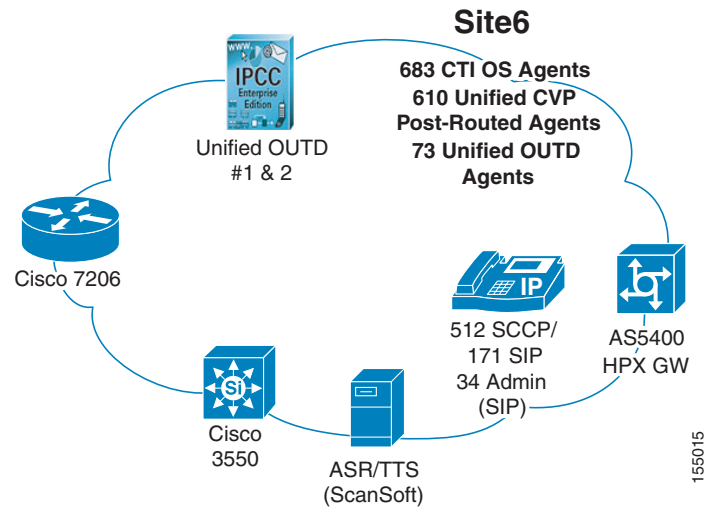 Site6
683 CTI OS Agents
610 Unified CVP
Post-Routed Agents
73 Unified OUTD
Agents
WWW
IPCC
Enterprise
Edition
Unified OUTD
#1 & 2
Cisco 7206
IP
512 SCCP/
171 SIP
34 Admin
(SIP)
AS5400
HPX GW
Si
Cisco
3550
ASR/TTS
(ScanSoft)
155015